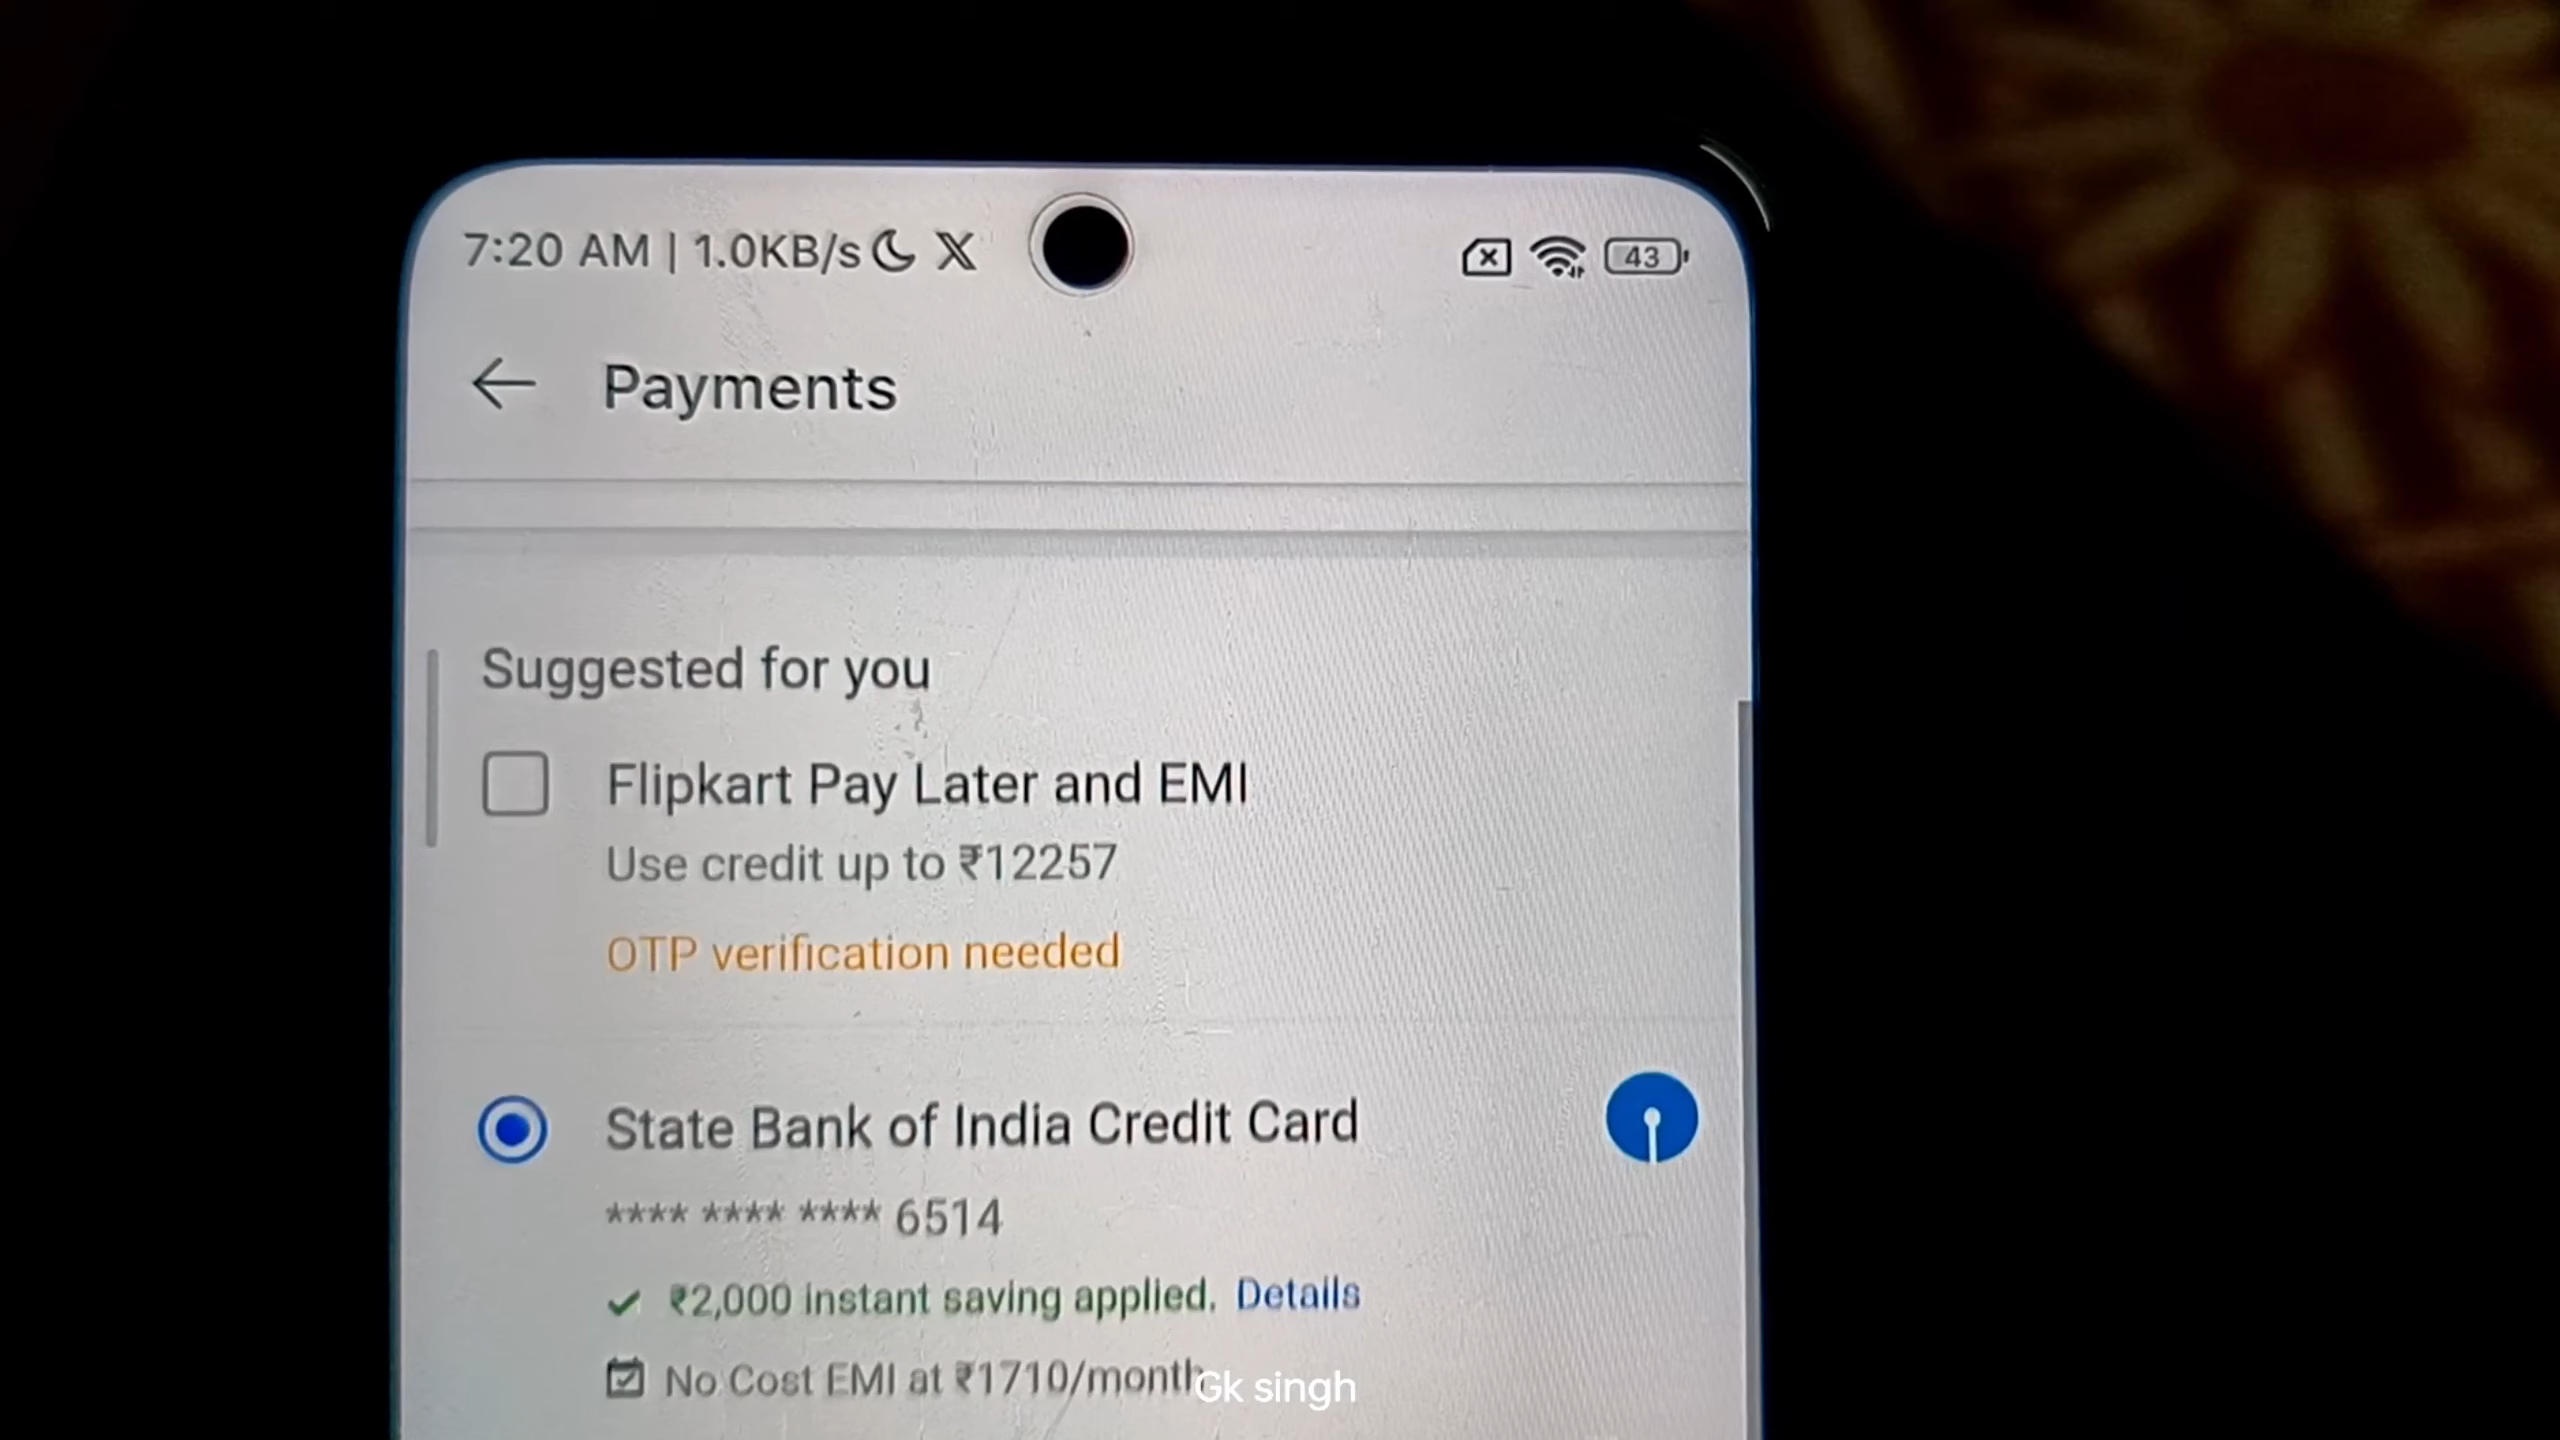 7:20 AM | 1.0KB/s
43
Payments
Suggested for you
Flipkart Pay Later and EMI
Use credit up to ₹12257
OTP verification needed
State Bank of India Credit Card
**** **** **** 6514
₹2,000 instant saving applied. Details
No Cost EMI at ₹1710/month
Gk singh